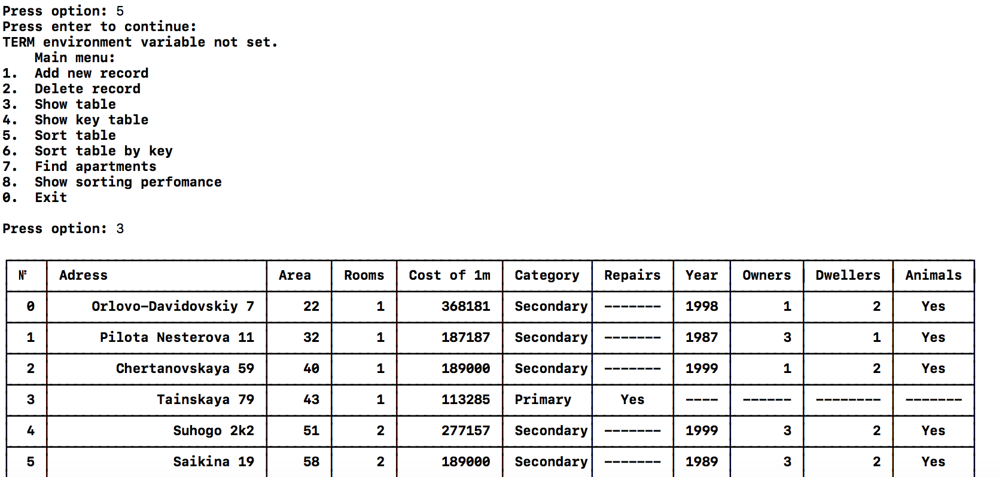 Press option: 5
Press enter to continue:
TERM environment variable not set.
Main menu:
1. Add new record
2. Delete record
3. Show table
4. Show key table
5. Sort table
6. Sort table by key
7. Find apartments
8. Show sorting perfomance
0. Exit
Press option: 3
№ Adress Area Rooms Cost of 1m Category Repairs Year Owners Dwellers Animals
0 Orlovo-Davidovskiy 7 22 1 368181 Secondary ------- 1998 1 2 Yes
1 Pilota Nesterova 11 32 1 187187 Secondary ------- 1987 3 1 Yes
2 Chertanovskaya 59 40 1 189000 Secondary ------- 1999 1 2 Yes
3 Tainskaya 79 43 1 113285 Primary Yes ---- ------ -------- -------
4 Suhogo 2k2 51 2 277157 Secondary ------- 1999 3 2 Yes
5 Saikina 19 58 2 189000 Secondary ------- 1989 3 2 Yes